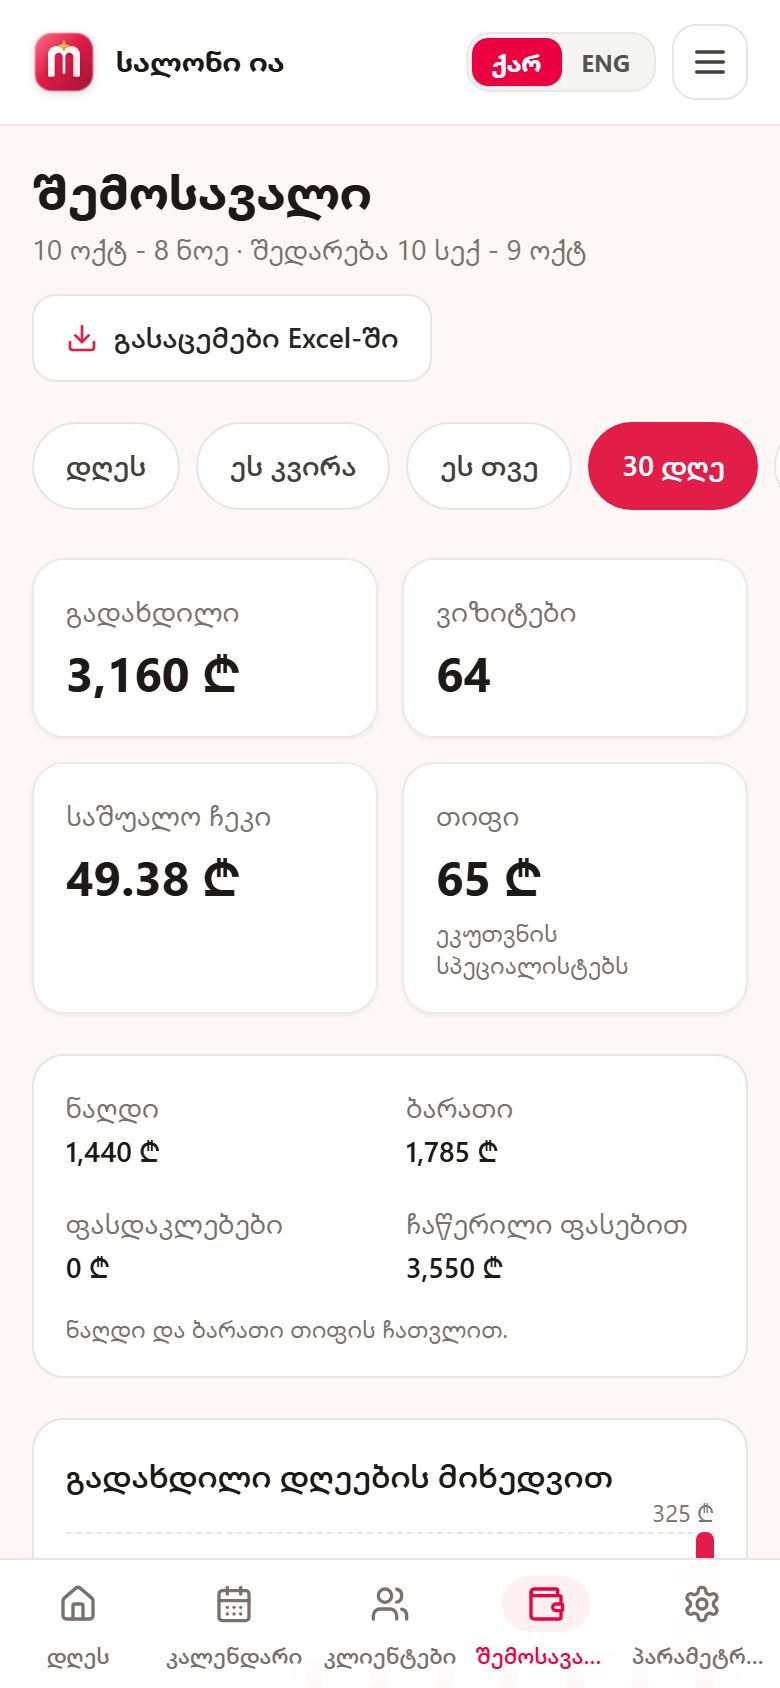 სალონი ია
ქარ ENG
შემოსავალი
10 ოქტ - 8 ნოე · შედარება 10 სექ - 9 ოქტ
გასაცემები Excel-ში
დღეს ეს კვირა ეს თვე 30 დღე
გადახდილი
3,160 ₾
ვიზიტები
64
საშუალო ჩეკი
49.38 ₾
თიფი
65 ₾
ეკუთვნის
სპეციალისტებს
ნაღდი
1,440 ₾
ბარათი
1,785 ₾
ფასდაკლებები
0 ₾
ჩაწერილი ფასებით
3,550 ₾
ნაღდი და ბარათი თიფის ჩათვლით.
გადახდილი დღეების მიხედვით
325 ₾
დღეს კალენდარი კლიენტები შემოსავა... პარამეტრ...